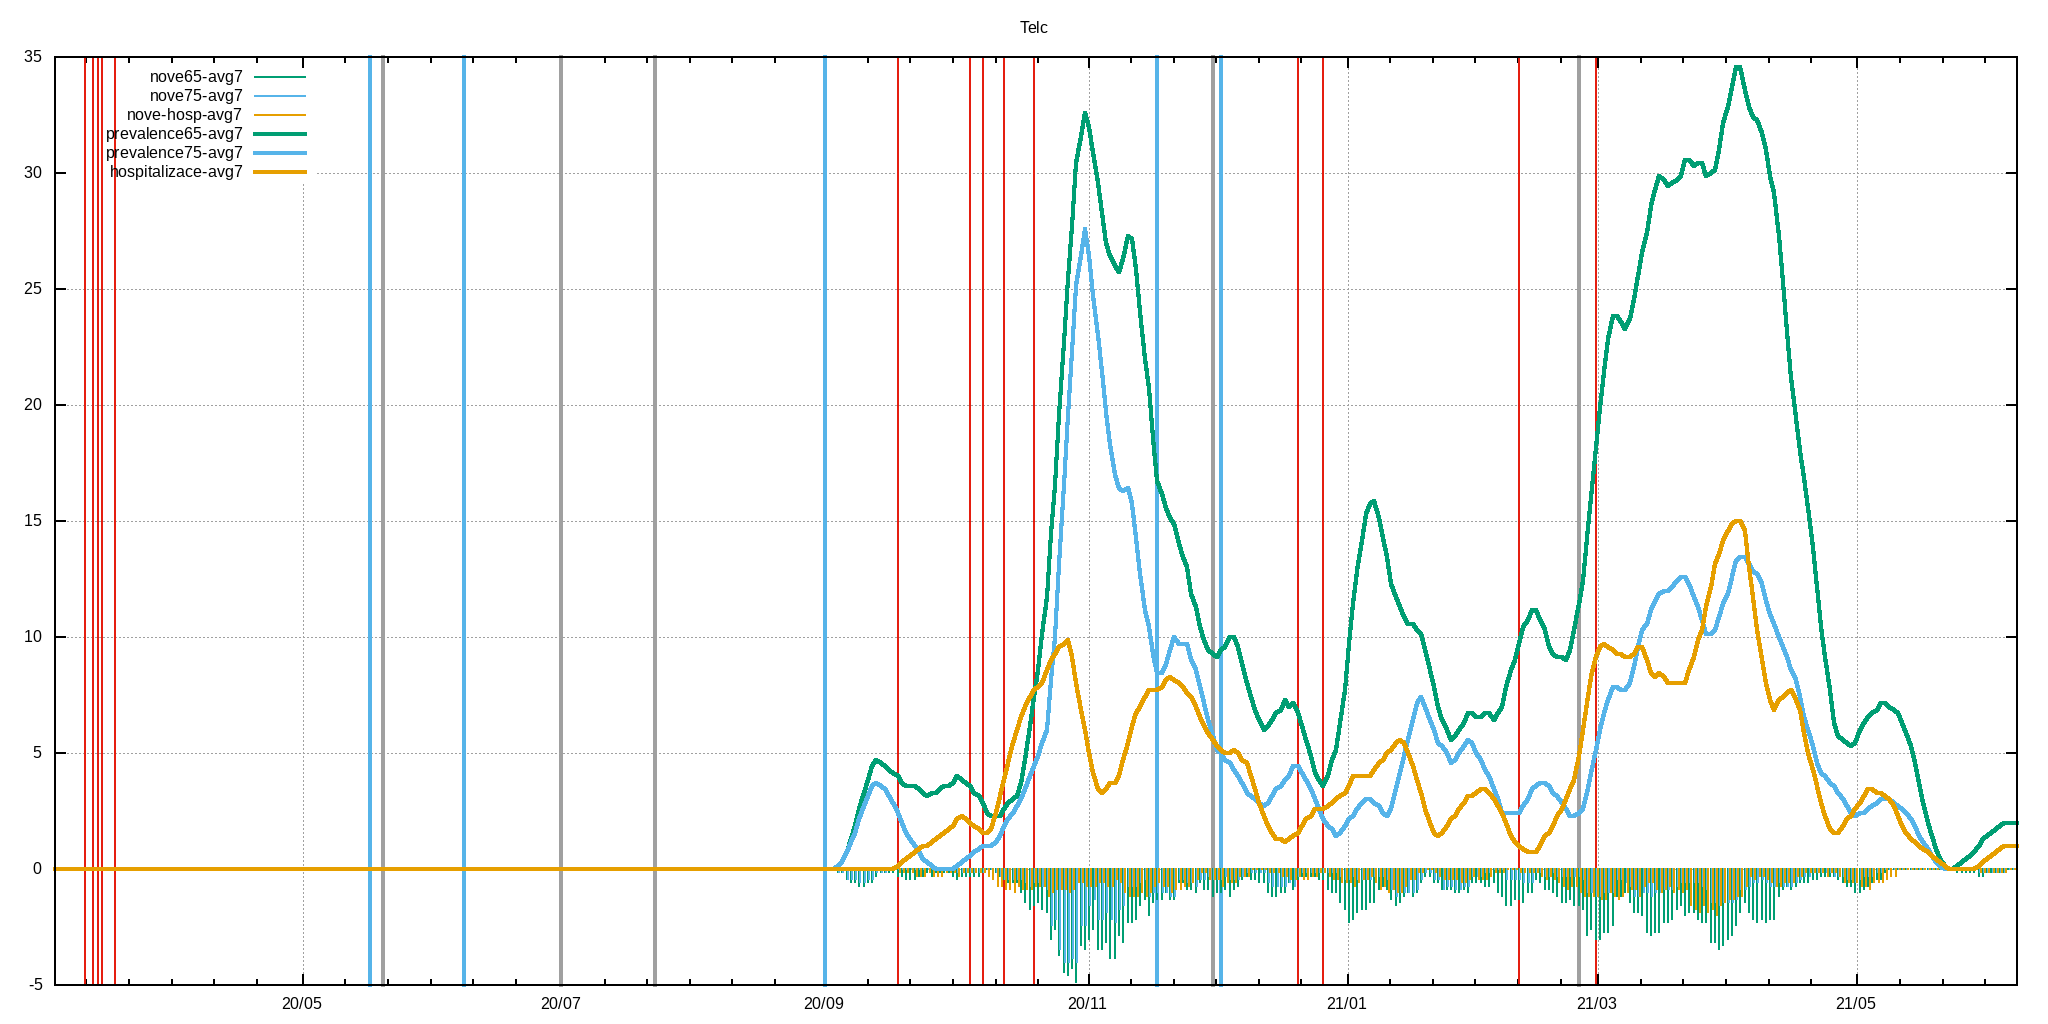 Telc
35
30
25
20
15
10
5
0
-5
nove65-avg7
nove75-avg7
nove-hosp-avg7
prevalence65-avg7
prevalence75-avg7
hospitalizace-avg7
20/05 20/07 20/09 20/11 21/01 21/03 21/05